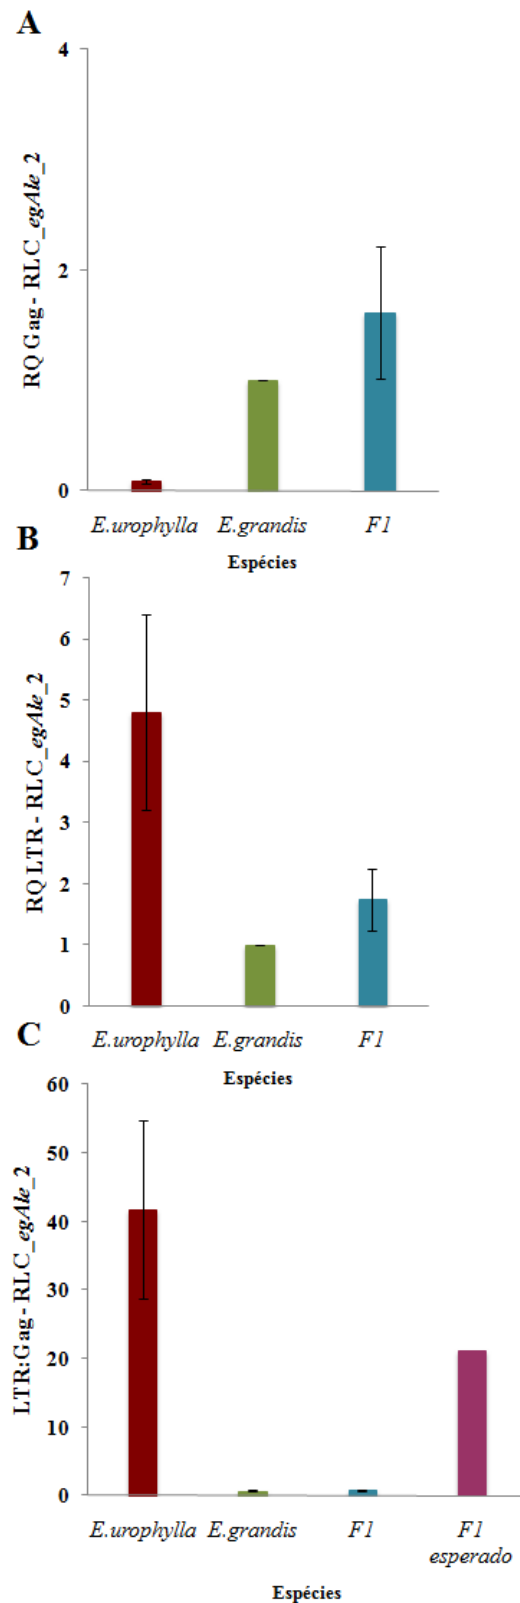 A
4
2
0
RQ Gag - RLC_egAle_2
E.urophylla E.grandis F1
Espécies
B
7
6
5
4
3
2
1
0
RQ LTR - RLC_egAle_2
E.urophylla E.grandis F1
Espécies
C
60
50
40
30
20
10
0
LTR:Gag - RLC_egAle_2
E.urophylla E.grandis F1 F1
esperado
Espécies